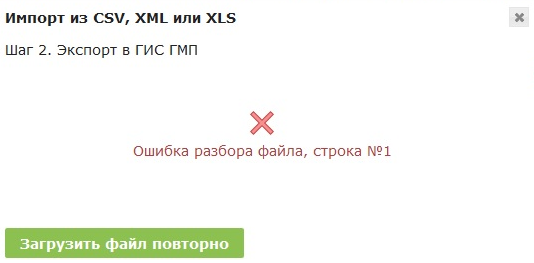 Импорт из CSV, XML или XLS
Шаг 2. Экспорт в ГИС ГМП
Ошибка разбора файла, строка №1
Загрузить файл повторно